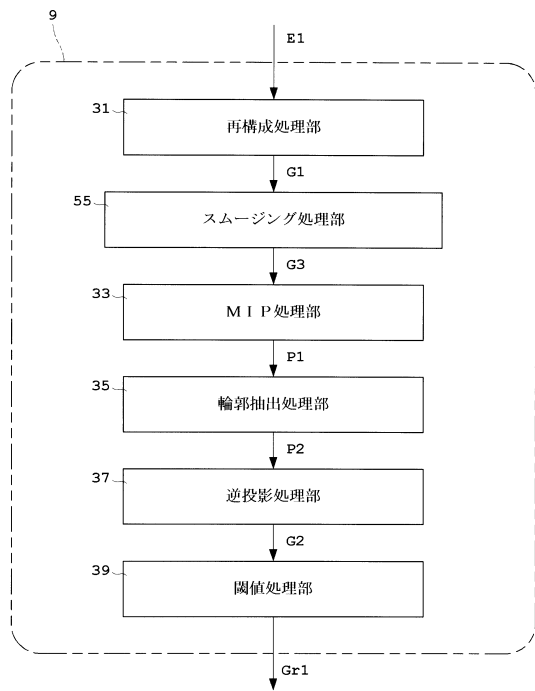 9
E1
31
再構成処理部
G1
55
スムージング処理部
G3
33
ＭＩＰ処理部
P1
35
輪郭抽出処理部
P2
37
逆投影処理部
G2
39
閾値処理部
Gr1